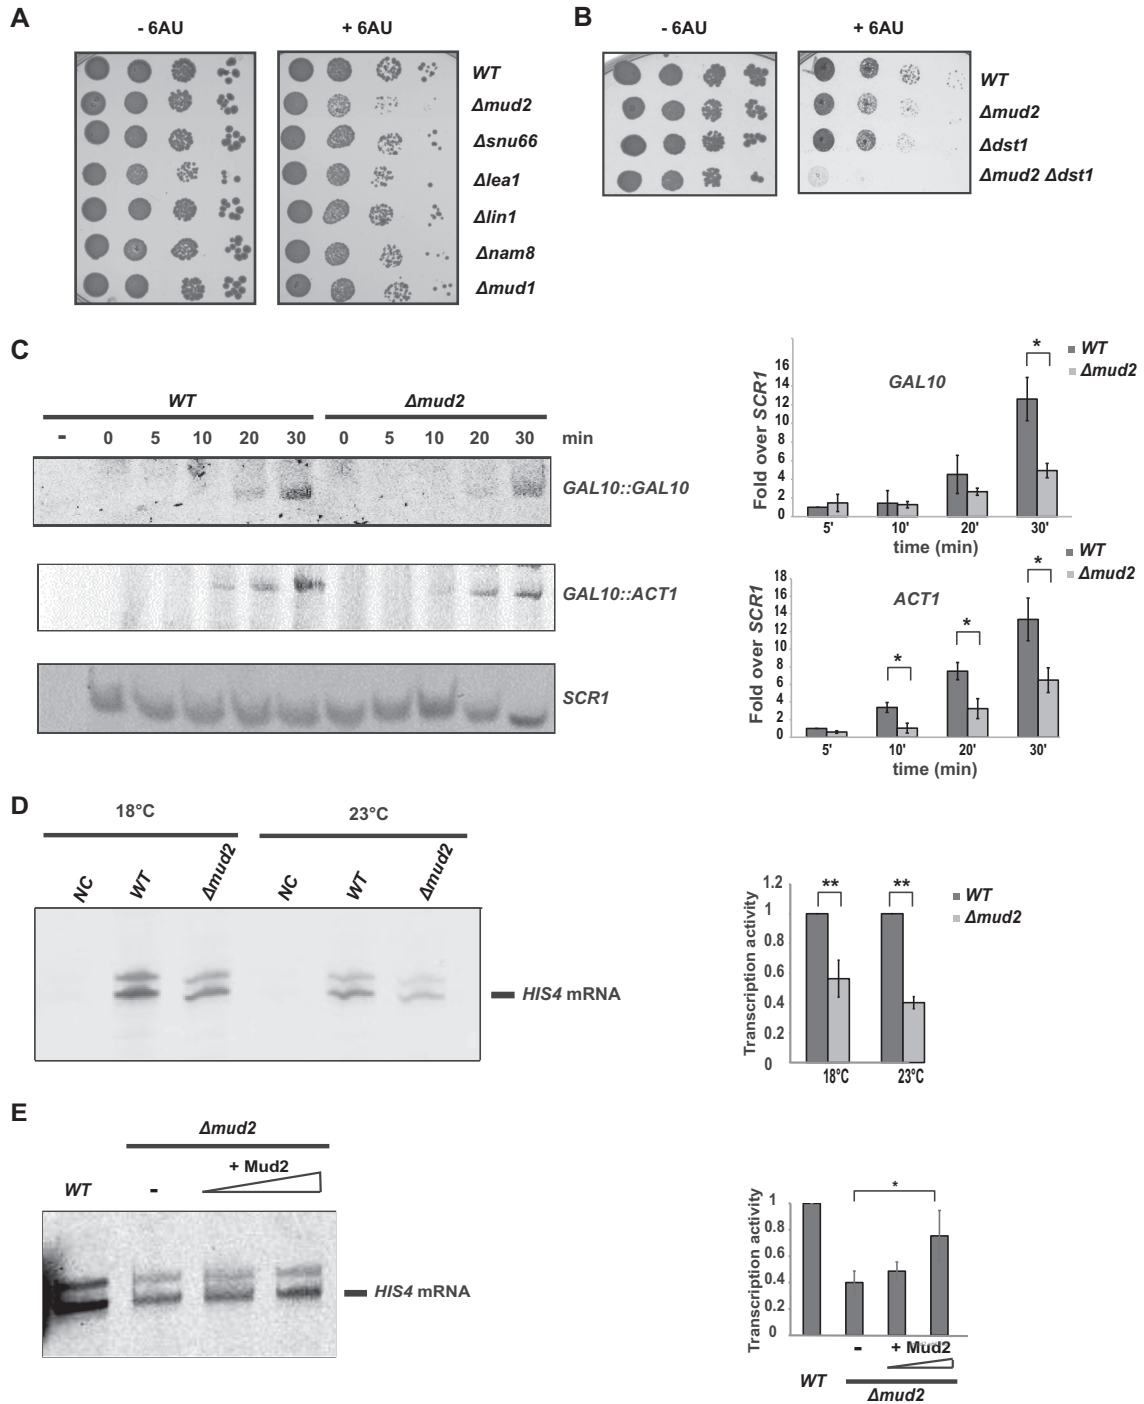 A
- 6AU
+ 6AU
WT
Δmud2
Δsnu66
Δlea1
Δlin1
Δnam8
Δmud1
B
- 6AU
+ 6AU
WT
Δmud2
Δdst1
Δmud2 Δdst1
C
WT
Δmud2
- 0 5 10 20 30 0 5 10 20 30 min
GAL10::GAL10
GAL10::ACT1
SCR1
Fold over SCR1
16
14
12
10
8
6
4
2
0
GAL10
*
WT
Δmud2
5' 10' 20' 30'
time (min)
Fold over SCR1
18
16
14
12
10
8
6
4
2
0
ACT1
*
*
*
WT
Δmud2
5' 10' 20' 30'
time (min)
D
18°C
23°C
NC WT Δmud2 NC WT Δmud2
HIS4 mRNA
Transcription activity
1.2
1
0.8
0.6
0.4
0.2
0
**
**
WT
Δmud2
18°C 23°C
E
Δmud2
+ Mud2
WT -
HIS4 mRNA
Transcription activity
1
0.8
0.6
0.4
0.2
0
*
- + Mud2
WT
Δmud2